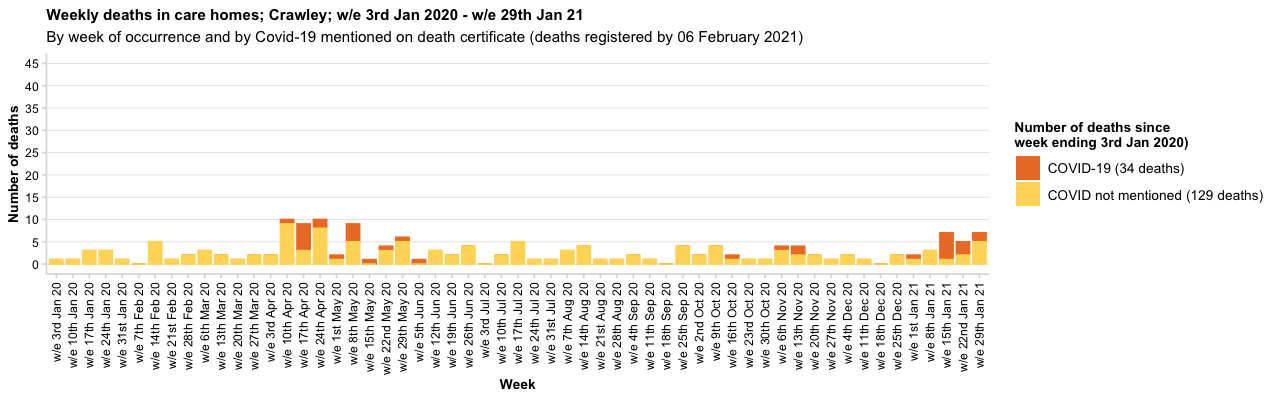 Weekly deaths in care homes; Crawley; w/e 3rd Jan 2020 - w/e 29th Jan 21
By week of occurrence and by Covid-19 mentioned on death certificate (deaths registered by 06 February 2021)
Number of deaths
45
40
35
30
25
20
15
10
5
0
w/e 3rd Jan 20
w/e 10th Jan 20
w/e 17th Jan 20
w/e 24th Jan 20
w/e 31st Jan 20
w/e 7th Feb 20
w/e 14th Feb 20
w/e 21st Feb 20
w/e 28th Feb 20
w/e 6th Mar 20
w/e 13th Mar 20
w/e 20th Mar 20
w/e 27th Mar 20
w/e 3rd Apr 20
w/e 10th Apr 20
w/e 17th Apr 20
w/e 24th Apr 20
w/e 1st May 20
w/e 8th May 20
w/e 15th May 20
w/e 22nd May 20
w/e 29th May 20
w/e 5th Jun 20
w/e 12th Jun 20
w/e 19th Jun 20
w/e 26th Jun 20
w/e 3rd Jul 20
w/e 10th Jul 20
w/e 17th Jul 20
w/e 24th Jul 20
w/e 31st Jul 20
w/e 7th Aug 20
w/e 14th Aug 20
w/e 21st Aug 20
w/e 28th Aug 20
w/e 4th Sep 20
w/e 11th Sep 20
w/e 18th Sep 20
w/e 25th Sep 20
w/e 2nd Oct 20
w/e 9th Oct 20
w/e 16th Oct 20
w/e 23rd Oct 20
w/e 30th Oct 20
w/e 6th Nov 20
w/e 13th Nov 20
w/e 20th Nov 20
w/e 27th Nov 20
w/e 4th Dec 20
w/e 11th Dec 20
w/e 18th Dec 20
w/e 25th Dec 20
w/e 1st Jan 21
w/e 8th Jan 21
w/e 15th Jan 21
w/e 22nd Jan 21
w/e 29th Jan 21
Week
Number of deaths since
week ending 3rd Jan 2020)
COVID-19 (34 deaths)
COVID not mentioned (129 deaths)